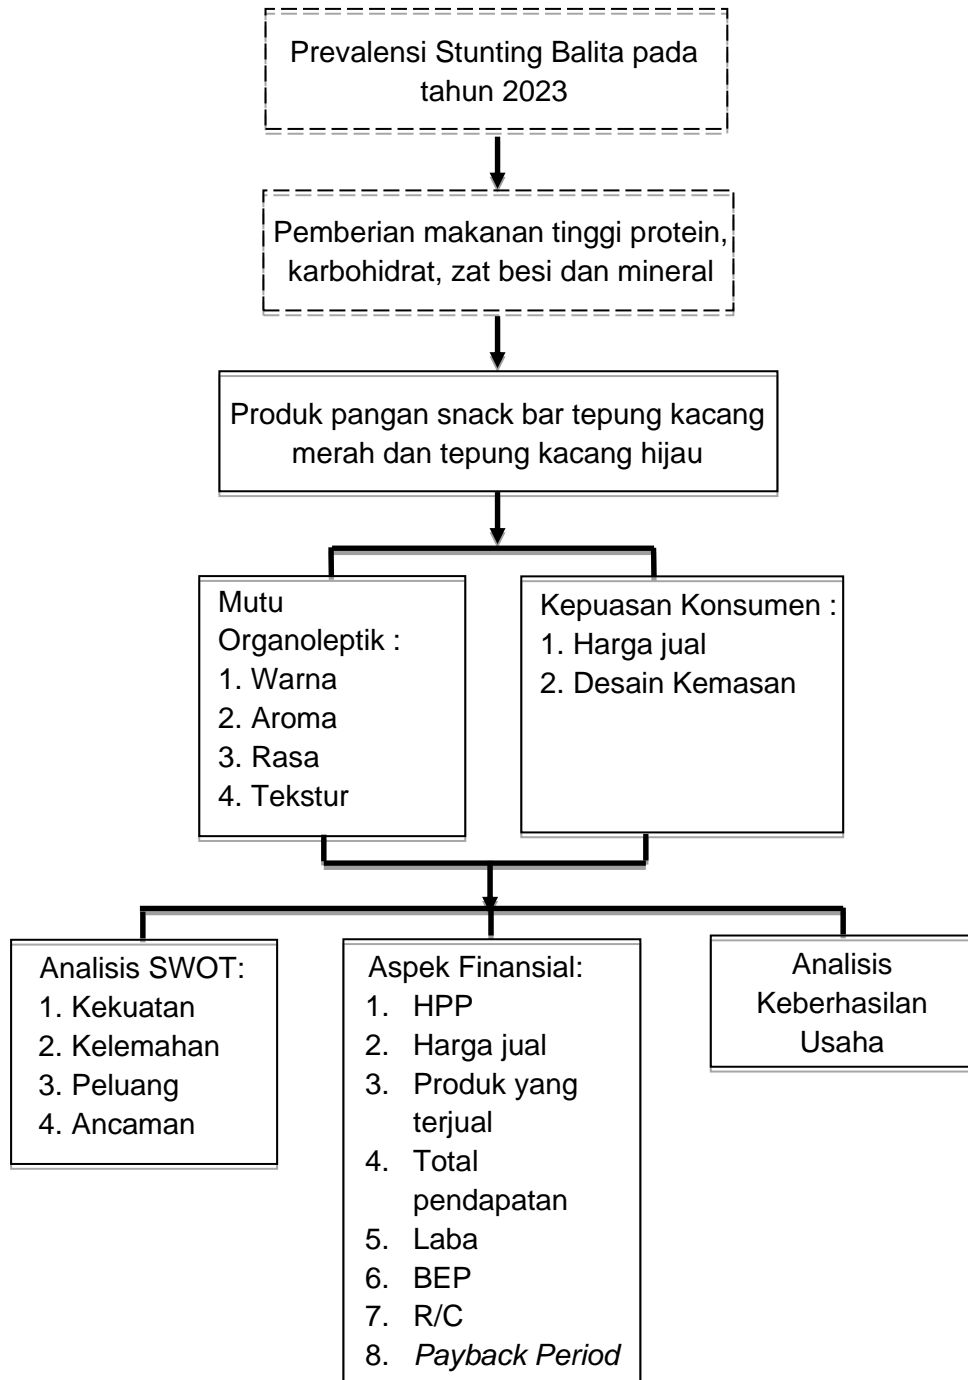 Prevalensi Stunting Balita pada
tahun 2023
Pemberian makanan tinggi protein,
karbohidrat, zat besi dan mineral
Produk pangan snack bar tepung kacang
merah dan tepung kacang hijau
Mutu
Organoleptik :
1. Warna
2. Aroma
3. Rasa
4. Tekstur
Kepuasan Konsumen :
1. Harga jual
2. Desain Kemasan
Analisis SWOT:
1. Kekuatan
2. Kelemahan
3. Peluang
4. Ancaman
Aspek Finansial:
1. HPP
2. Harga jual
3. Produk yang
terjual
4. Total
pendapatan
5. Laba
6. BEP
7. R/C
8. Payback Period
Analisis
Keberhasilan
Usaha